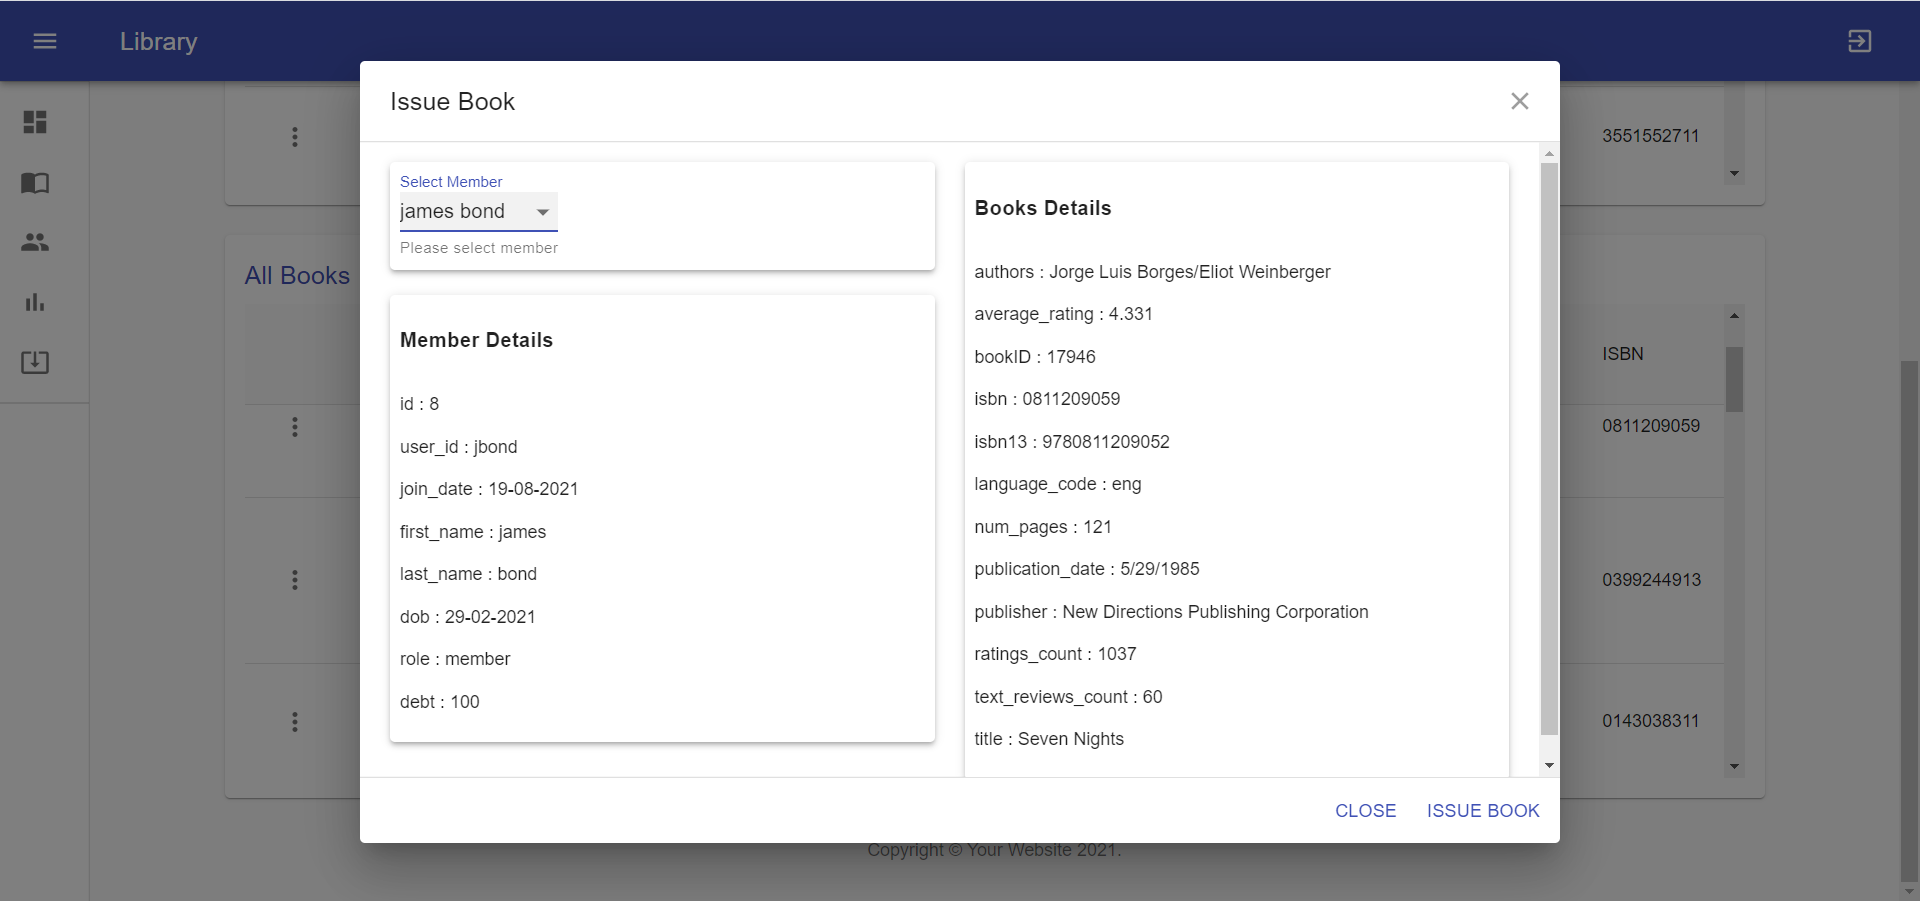 Library
Issue Book
3551552711
Select Member
james bond
Please select member
Member Details
id : 8
user_id : jbond
join_date : 19-08-2021
first_name : james
last_name : bond
dob : 29-02-2021
role : member
debt : 100
Books Details
authors : Jorge Luis Borges/Eliot Weinberger
average_rating : 4.331
bookID : 17946
isbn : 0811209059
isbn13 : 9780811209052
language_code : eng
num_pages : 121
publication_date : 5/29/1985
publisher : New Directions Publishing Corporation
ratings_count : 1037
text_reviews_count : 60
title : Seven Nights
CLOSE
ISSUE BOOK
All Books
ISBN
0811209059
0399244913
0143038311
Copyright © Your Website 2021.